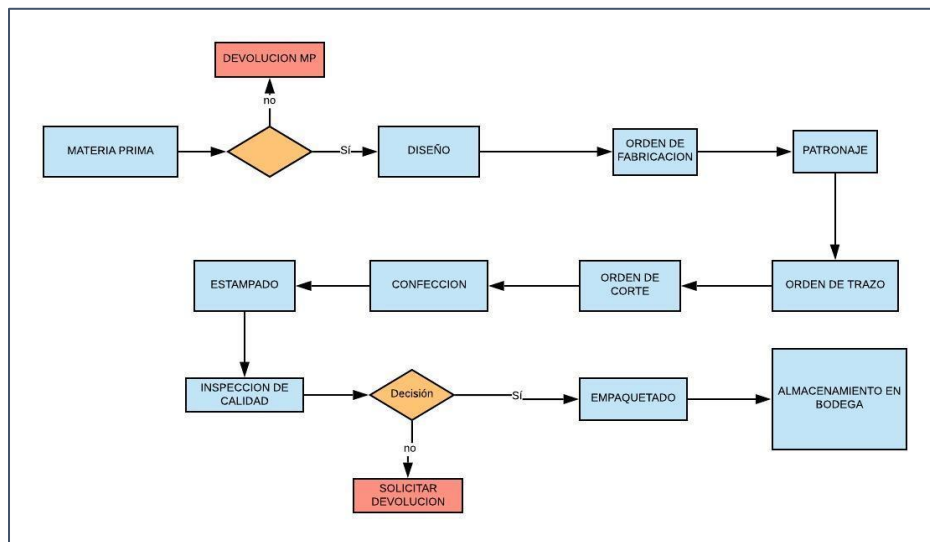 DEVOLUCION MP
no
MATERIA PRIMA
Sí
DISEÑO
ORDEN DE
FABRICACION
PATRONAJE
ESTAMPADO
CONFECCION
ORDEN DE
CORTE
ORDEN DE TRAZO
INSPECCION DE
CALIDAD
Decisión
Sí
EMPAQUETADO
ALMACENAMIENTO EN
BODEGA
no
SOLICITAR
DEVOLUCION